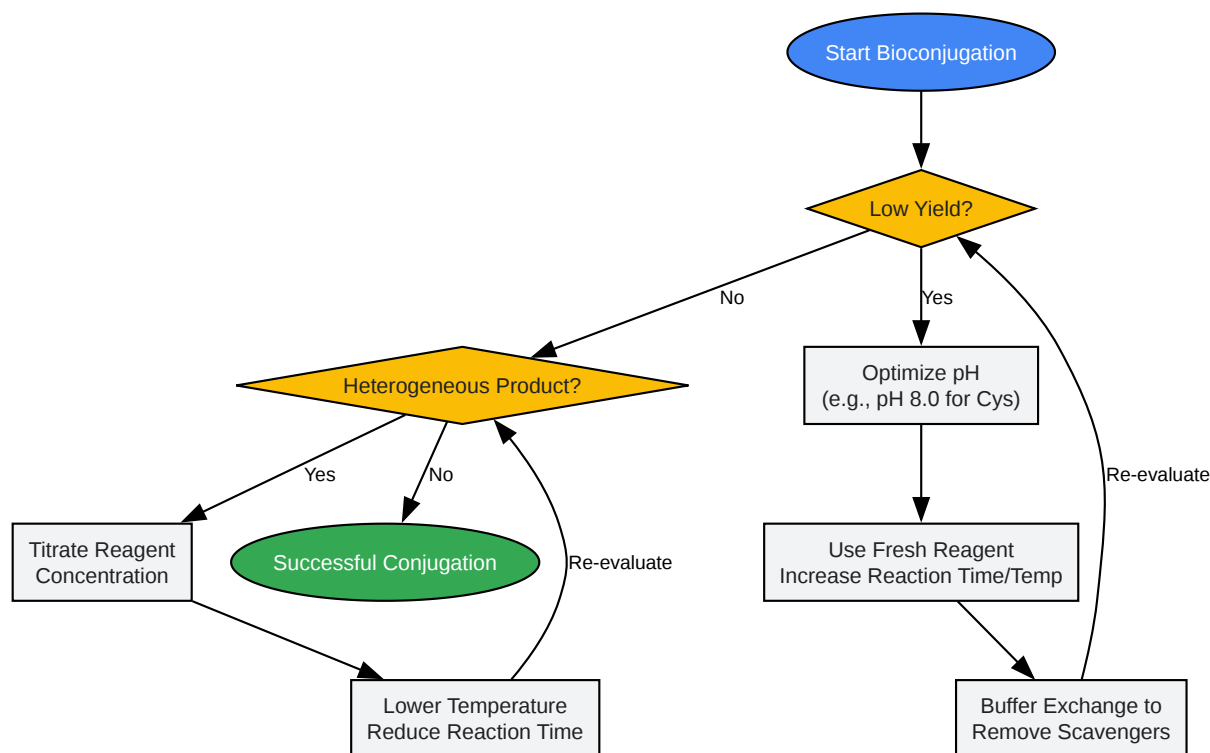 Start Bioconjugation
Low Yield?
No
Yes
Heterogeneous Product?
Optimize pH
(e.g., pH 8.0 for Cys)
Yes
No
Re-evaluate
Titrate Reagent
Concentration
Successful Conjugation
Re-evaluate
Use Fresh Reagent
Increase Reaction Time/Temp
Lower Temperature
Reduce Reaction Time
Buffer Exchange to
Remove Scavengers